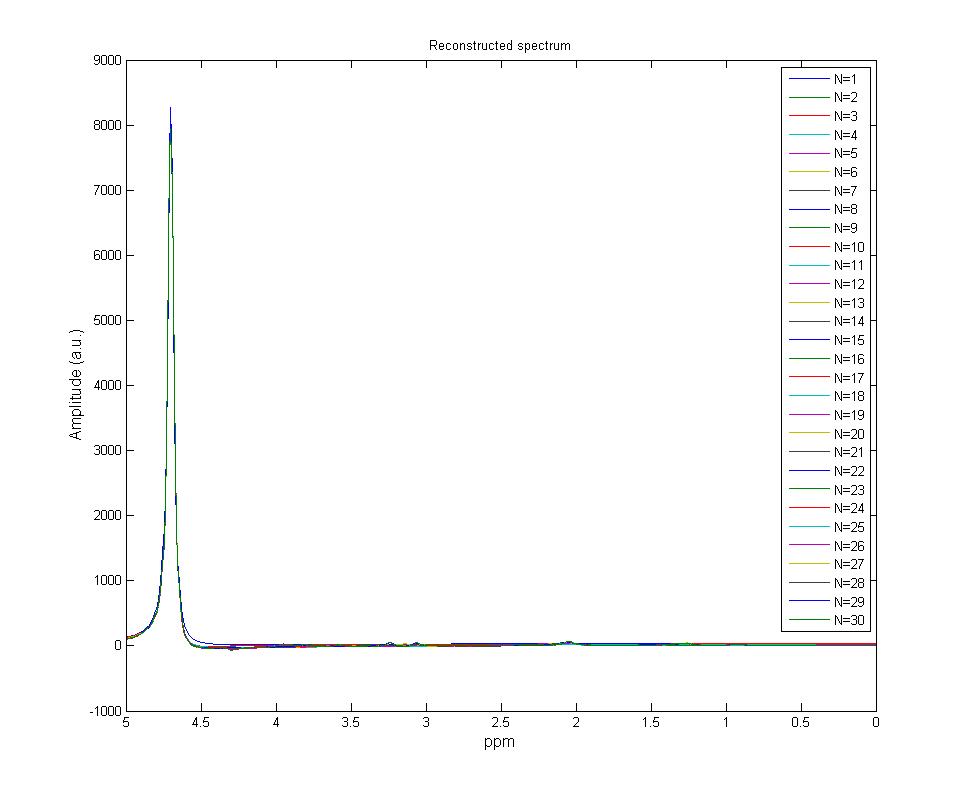 Reconstructed spectrum
9000
8000
7000
6000
5000
4000
3000
2000
1000
0
-1000
Amplitude (a.u.)
5
4.5
4
3.5
3
2.5
2
1.5
1
0.5
0
ppm
N=1
N=2
N=3
N=4
N=5
N=6
N=7
N=8
N=9
N=10
N=11
N=12
N=13
N=14
N=15
N=16
N=17
N=18
N=19
N=20
N=21
N=22
N=23
N=24
N=25
N=26
N=27
N=28
N=29
N=30